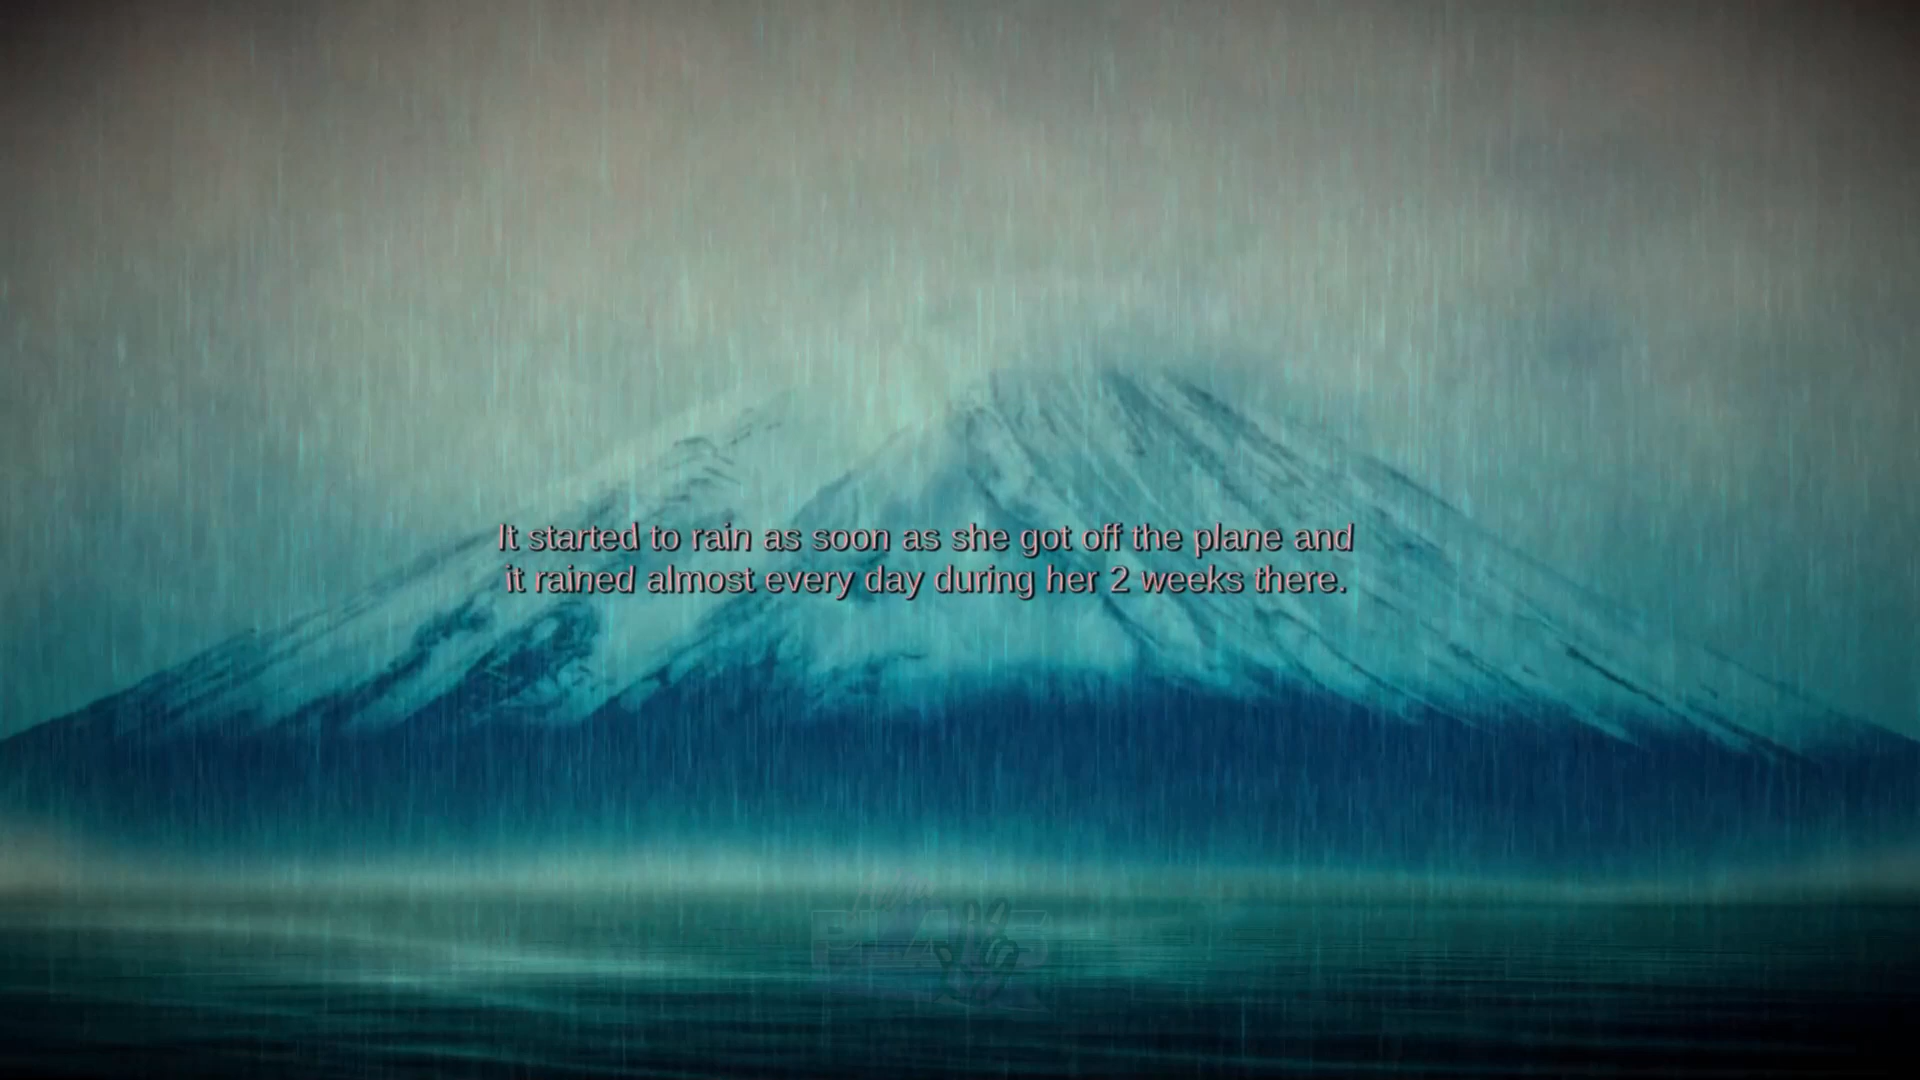 It started to rain as soon as she got off the plane and
it rained almost every day during her 2 weeks there.